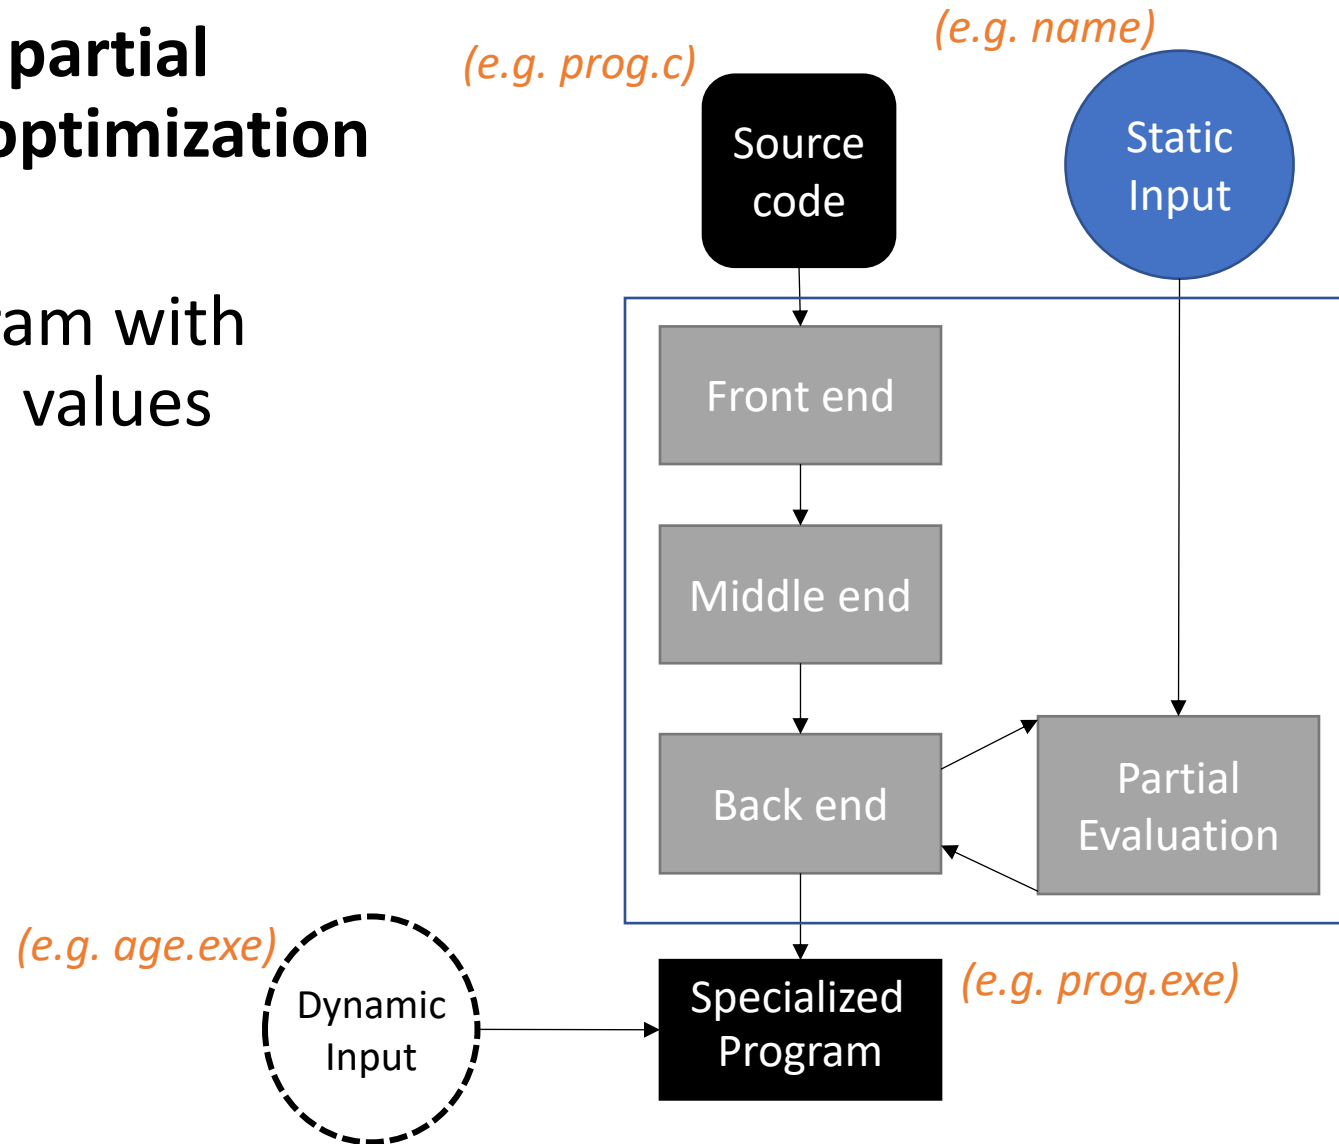 partial
optimization
ram with
values
(e.g. prog.c)
(e.g. name)
Source
code
Static
Input
Front end
Middle end
Back end
Partial
Evaluation
(e.g. age.exe)
Dynamic
Input
Specialized
Program
(e.g. prog.exe)